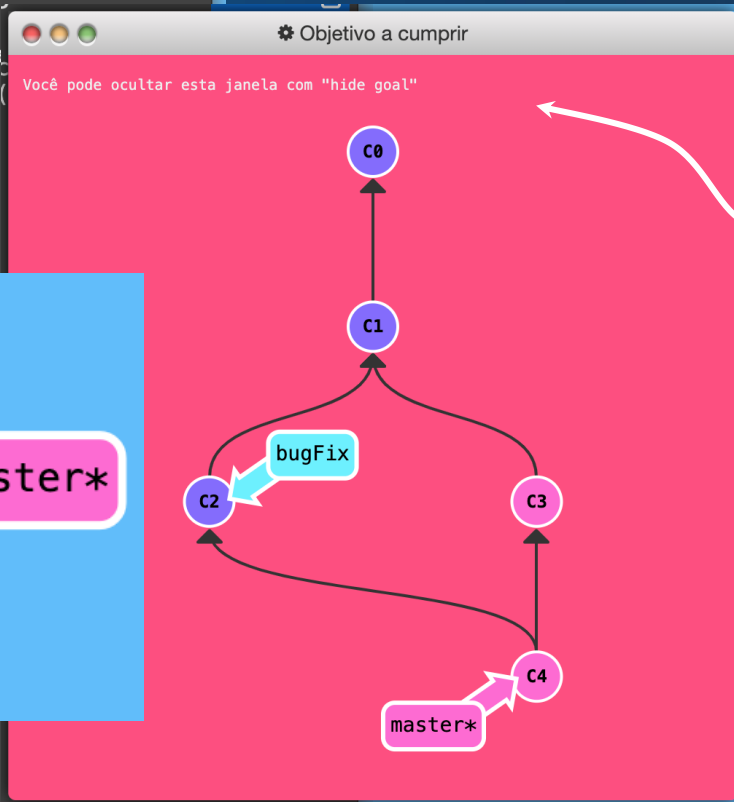 Objetivo a cumprir
Você pode ocultar esta janela com "hide goal"
C0
C1
bugFix
C2
C3
ster*
C4
master*